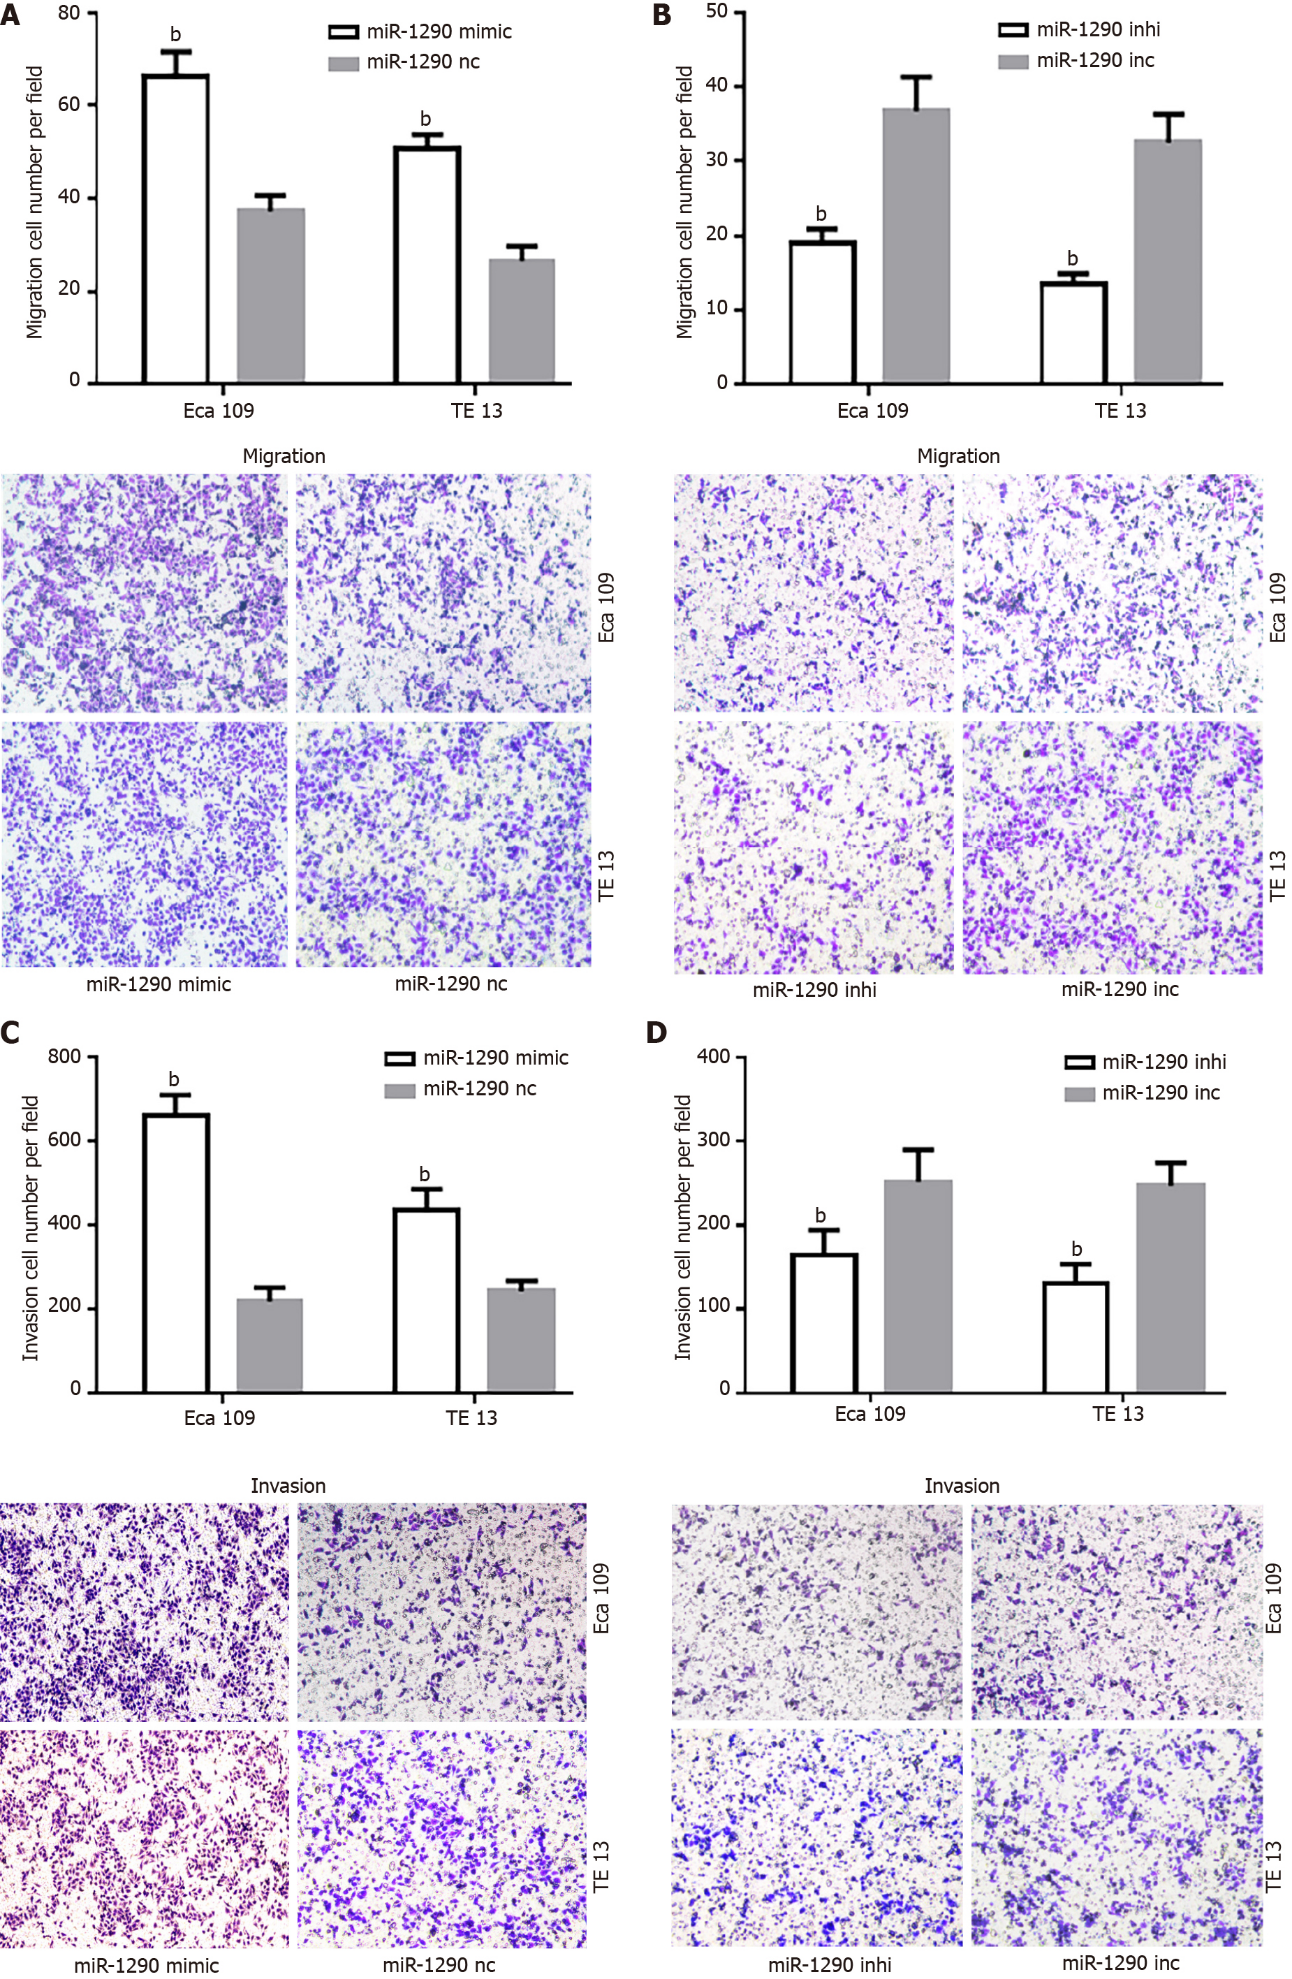 A
Migration cell number per field
80
60
40
20
0
b
b
miR-1290 mimic
miR-1290 nc
Eca 109
TE 13
B
Migration cell number per field
50
40
30
20
10
0
b
b
miR-1290 inhi
miR-1290 inc
Eca 109
TE 13
Migration
Eca 109
TE 13
miR-1290 mimic
miR-1290 nc
Migration
Eca 109
TE 13
miR-1290 inhi
miR-1290 inc
C
Invasion cell number per field
800
600
400
200
0
b
b
miR-1290 mimic
miR-1290 nc
Eca 109
TE 13
D
Invasion cell number per field
400
300
200
100
0
b
b
miR-1290 inhi
miR-1290 inc
Eca 109
TE 13
Invasion
Eca 109
TE 13
miR-1290 mimic
miR-1290 nc
Invasion
Eca 109
TE 13
miR-1290 inhi
miR-1290 inc